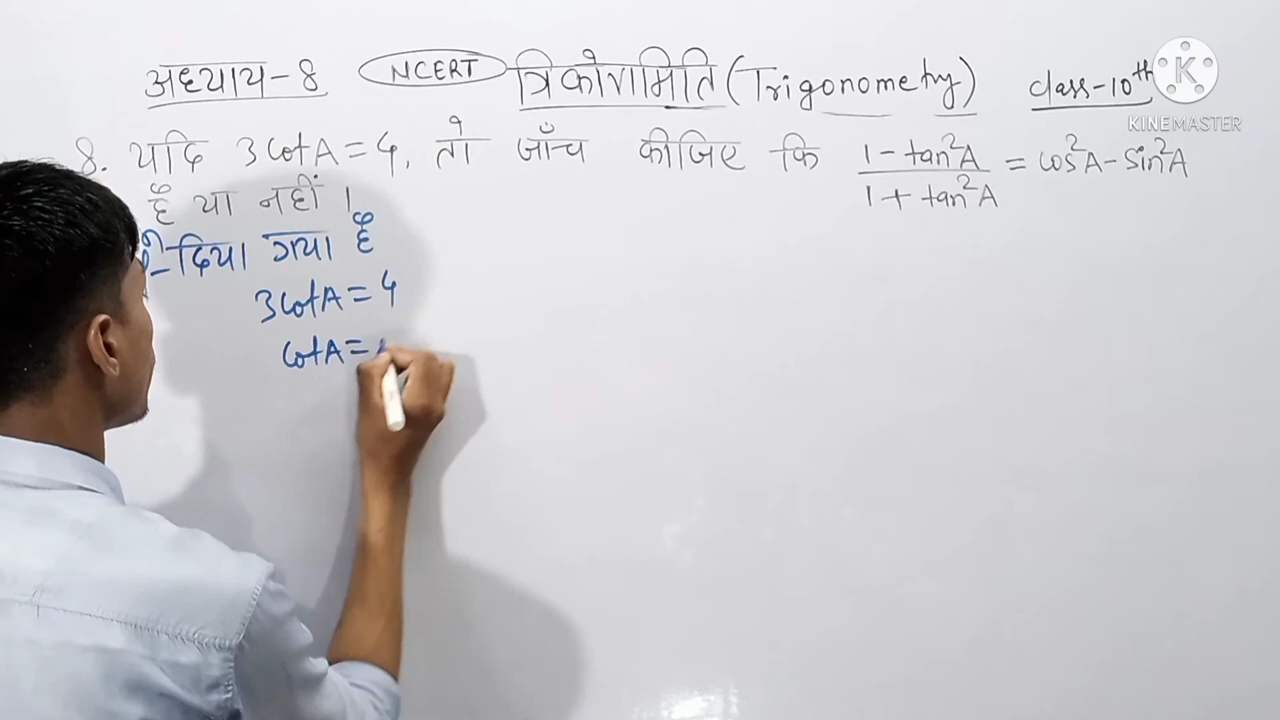 अध्याय-8 NCERT त्रिकोणमिति (Trigonometry) class-10th
KINEMASTER
8. यदि 3cotA = 4, तो जाँच कीजिए कि (1 - tan²A)/(1 + tan²A) = cos²A - sin²A
है या नहीं ।
दिया गया है
3cotA = 4
cotA =